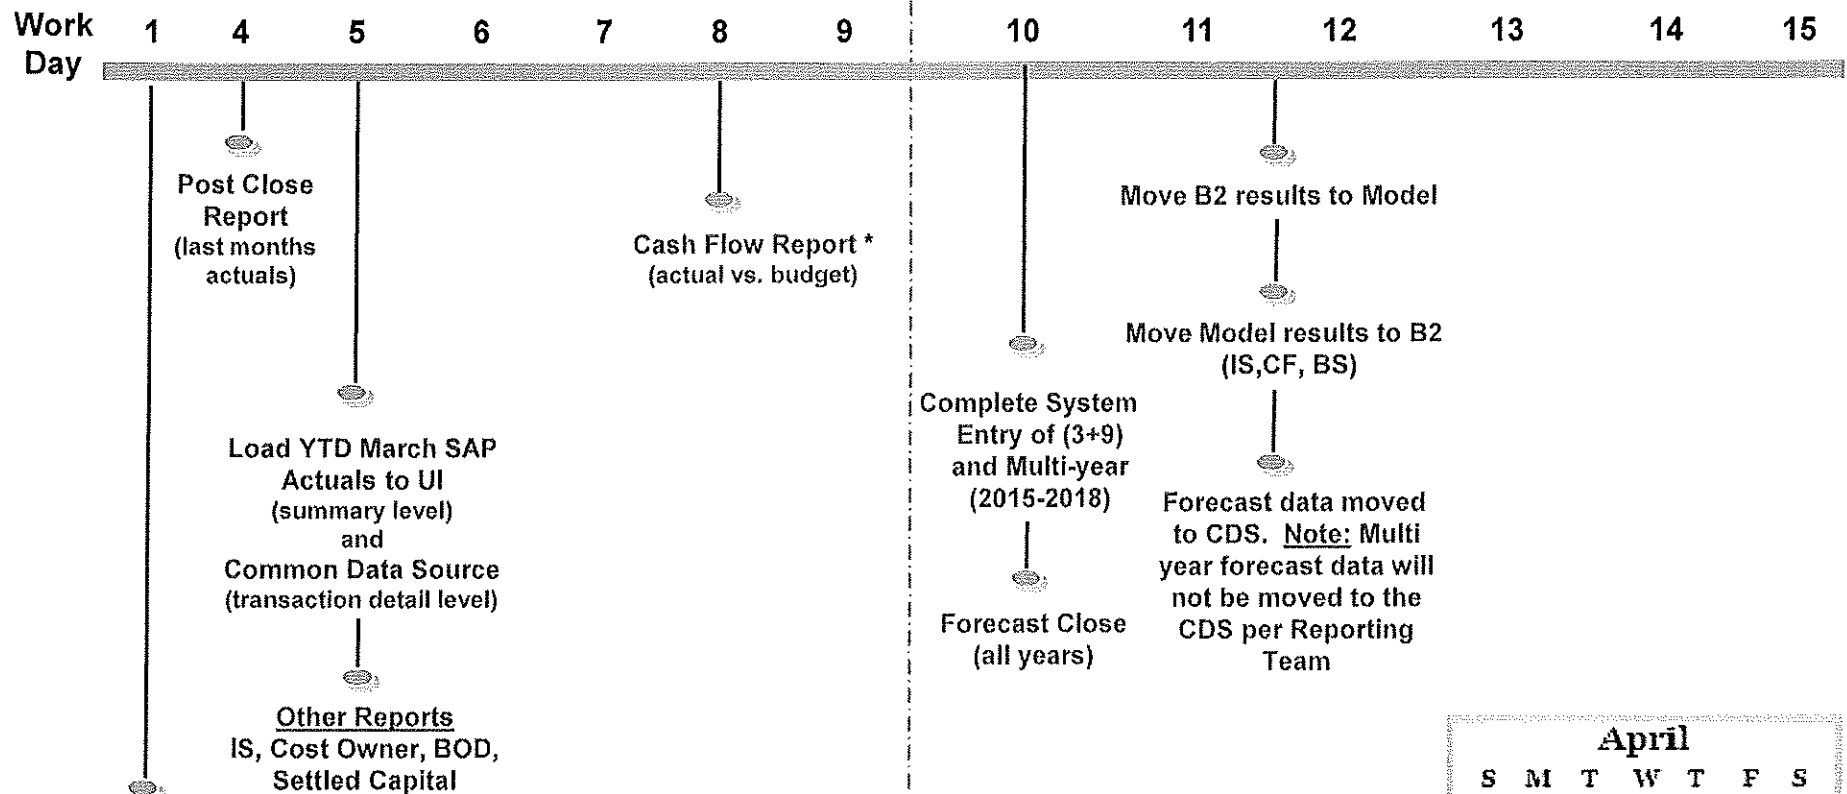 Work Day 1 4 5 6 7 8 9 10 11 12 13 14 15
Post Close
Report
(last months
actuals)
Load YTD March SAP
Actuals to UI
(summary level)
and
Common Data Source
(transaction detail level)
Other Reports
IS, Cost Owner, BOD,
Settled Capital
Cash Flow Report *
(actual vs. budget)
Complete System
Entry of (3+9)
and Multi-year
(2015-2018)
Forecast Close
(all years)
Move B2 results to Model
Move Model results to B2
(IS,CF, BS)
Forecast data moved
to CDS. Note: Multi
year forecast data will
not be moved to the
CDS per Reporting
Team
April
S M T W T F S